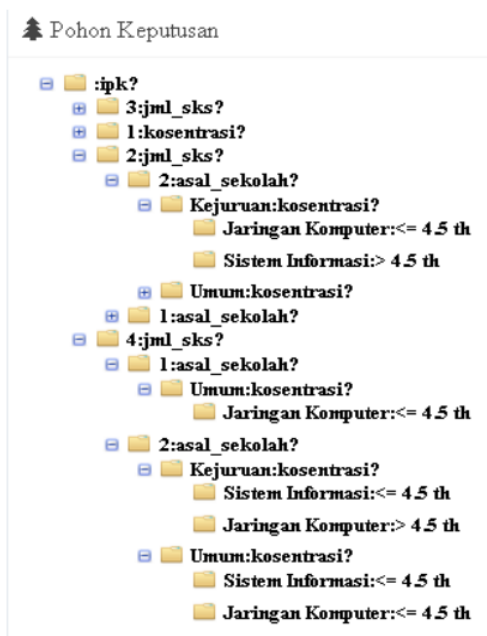 Pohon Keputusan
:ipk?
3:jml_sks?
1:kosentrasi?
2:jml_sks?
2:asal_sekolah?
Kejuruan:kosentrasi?
Jaringan Komputer:<= 4.5 th
Sistem Informasi:> 4.5 th
Umum:kosentrasi?
1:asal_sekolah?
4:jml_sks?
1:asal_sekolah?
Umum:kosentrasi?
Jaringan Komputer:<= 4.5 th
2:asal_sekolah?
Kejuruan:kosentrasi?
Sistem Informasi:<= 4.5 th
Jaringan Komputer:> 4.5 th
Umum:kosentrasi?
Sistem Informasi:<= 4.5 th
Jaringan Komputer:<= 4.5 th